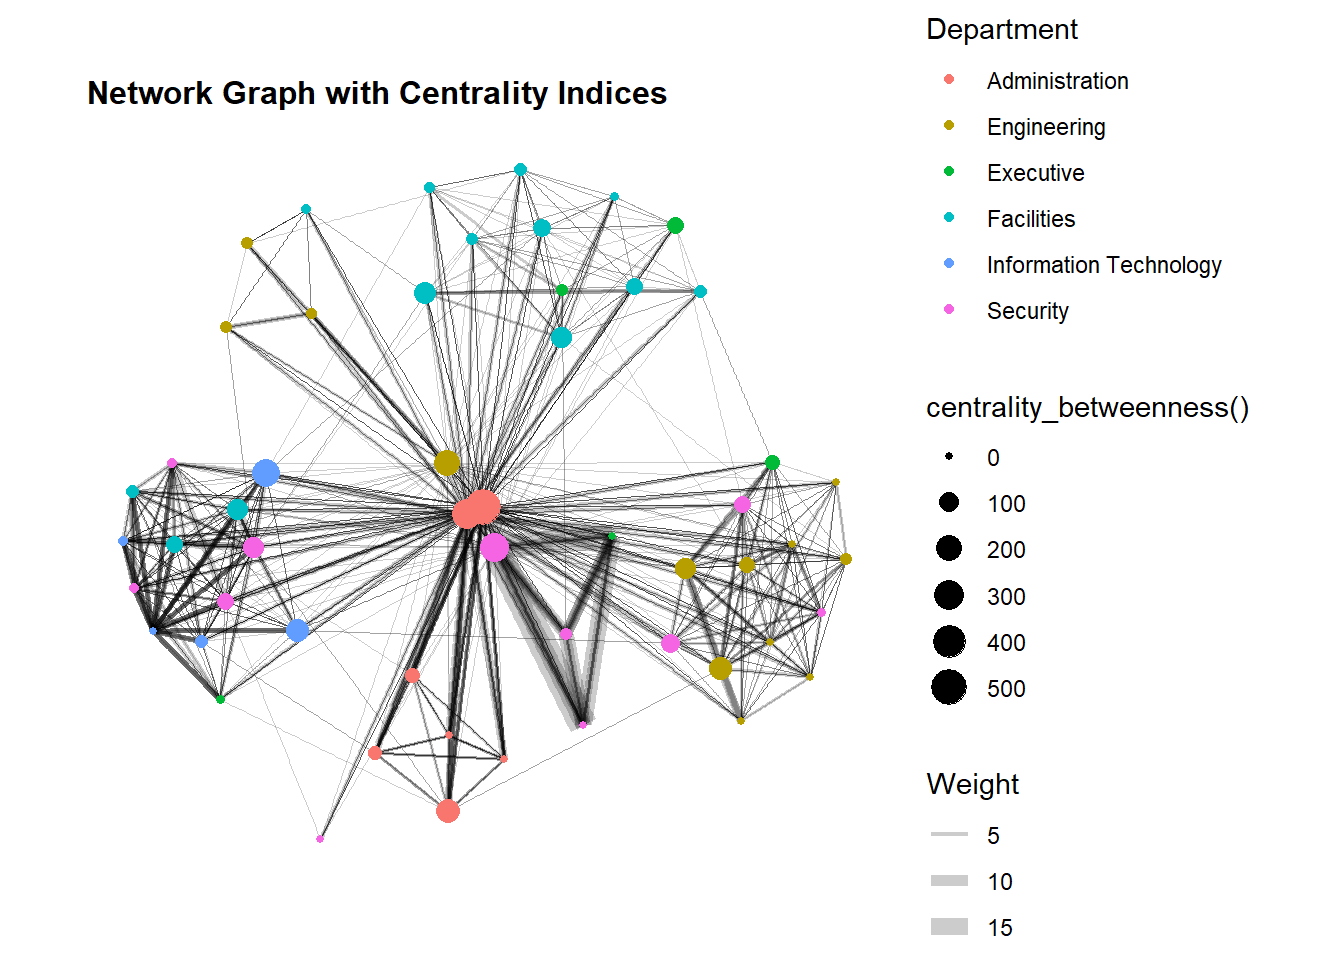 Network Graph with Centrality Indices
Department
Administration
Engineering
Executive
Facilities
Information Technology
Security
centrality_betweenness()
0
100
200
300
400
500
Weight
5
10
15